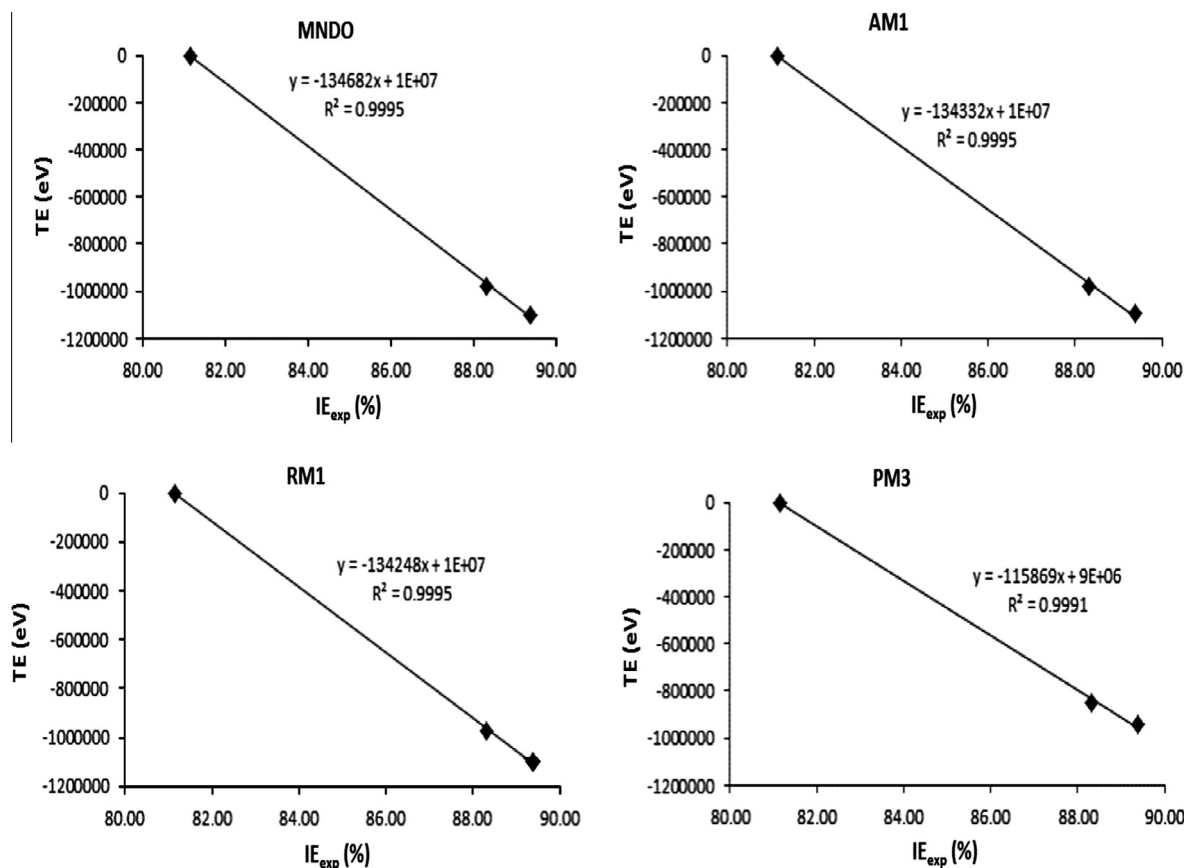 MNDO
0
-200000
-400000
-600000
-800000
-1000000
-1200000
TE (eV)
y = -134682x + 1E+07
R² = 0.9995
80.00 82.00 84.00 86.00 88.00 90.00
IEexp (%)
AM1
0
-200000
-400000
-600000
-800000
-1000000
-1200000
TE (eV)
y = -134332x + 1E+07
R² = 0.9995
80.00 82.00 84.00 86.00 88.00 90.00
IEexp (%)
RM1
0
-200000
-400000
-600000
-800000
-1000000
-1200000
TE (eV)
y = -134248x + 1E+07
R² = 0.9995
80.00 82.00 84.00 86.00 88.00 90.00
IEexp (%)
PM3
0
-200000
-400000
-600000
-800000
-1000000
-1200000
TE (eV)
y = -115869x + 9E+06
R² = 0.9991
80.00 82.00 84.00 86.00 88.00 90.00
IEexp (%)